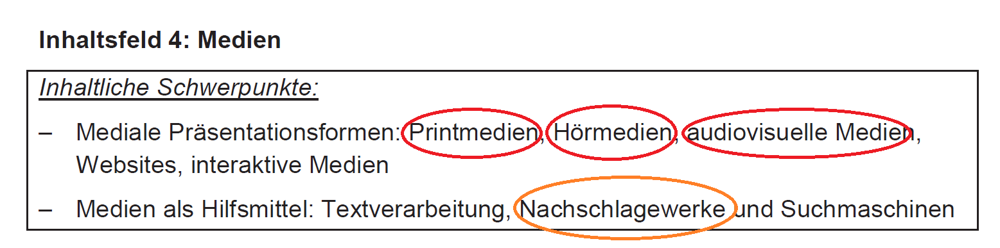 Inhaltsfeld 4: Medien
Inhaltliche Schwerpunkte:
– Mediale Präsentationsformen: Printmedien, Hörmedien, audiovisuelle Medien,
Websites, interaktive Medien
– Medien als Hilfsmittel: Textverarbeitung, Nachschlagewerke und Suchmaschinen